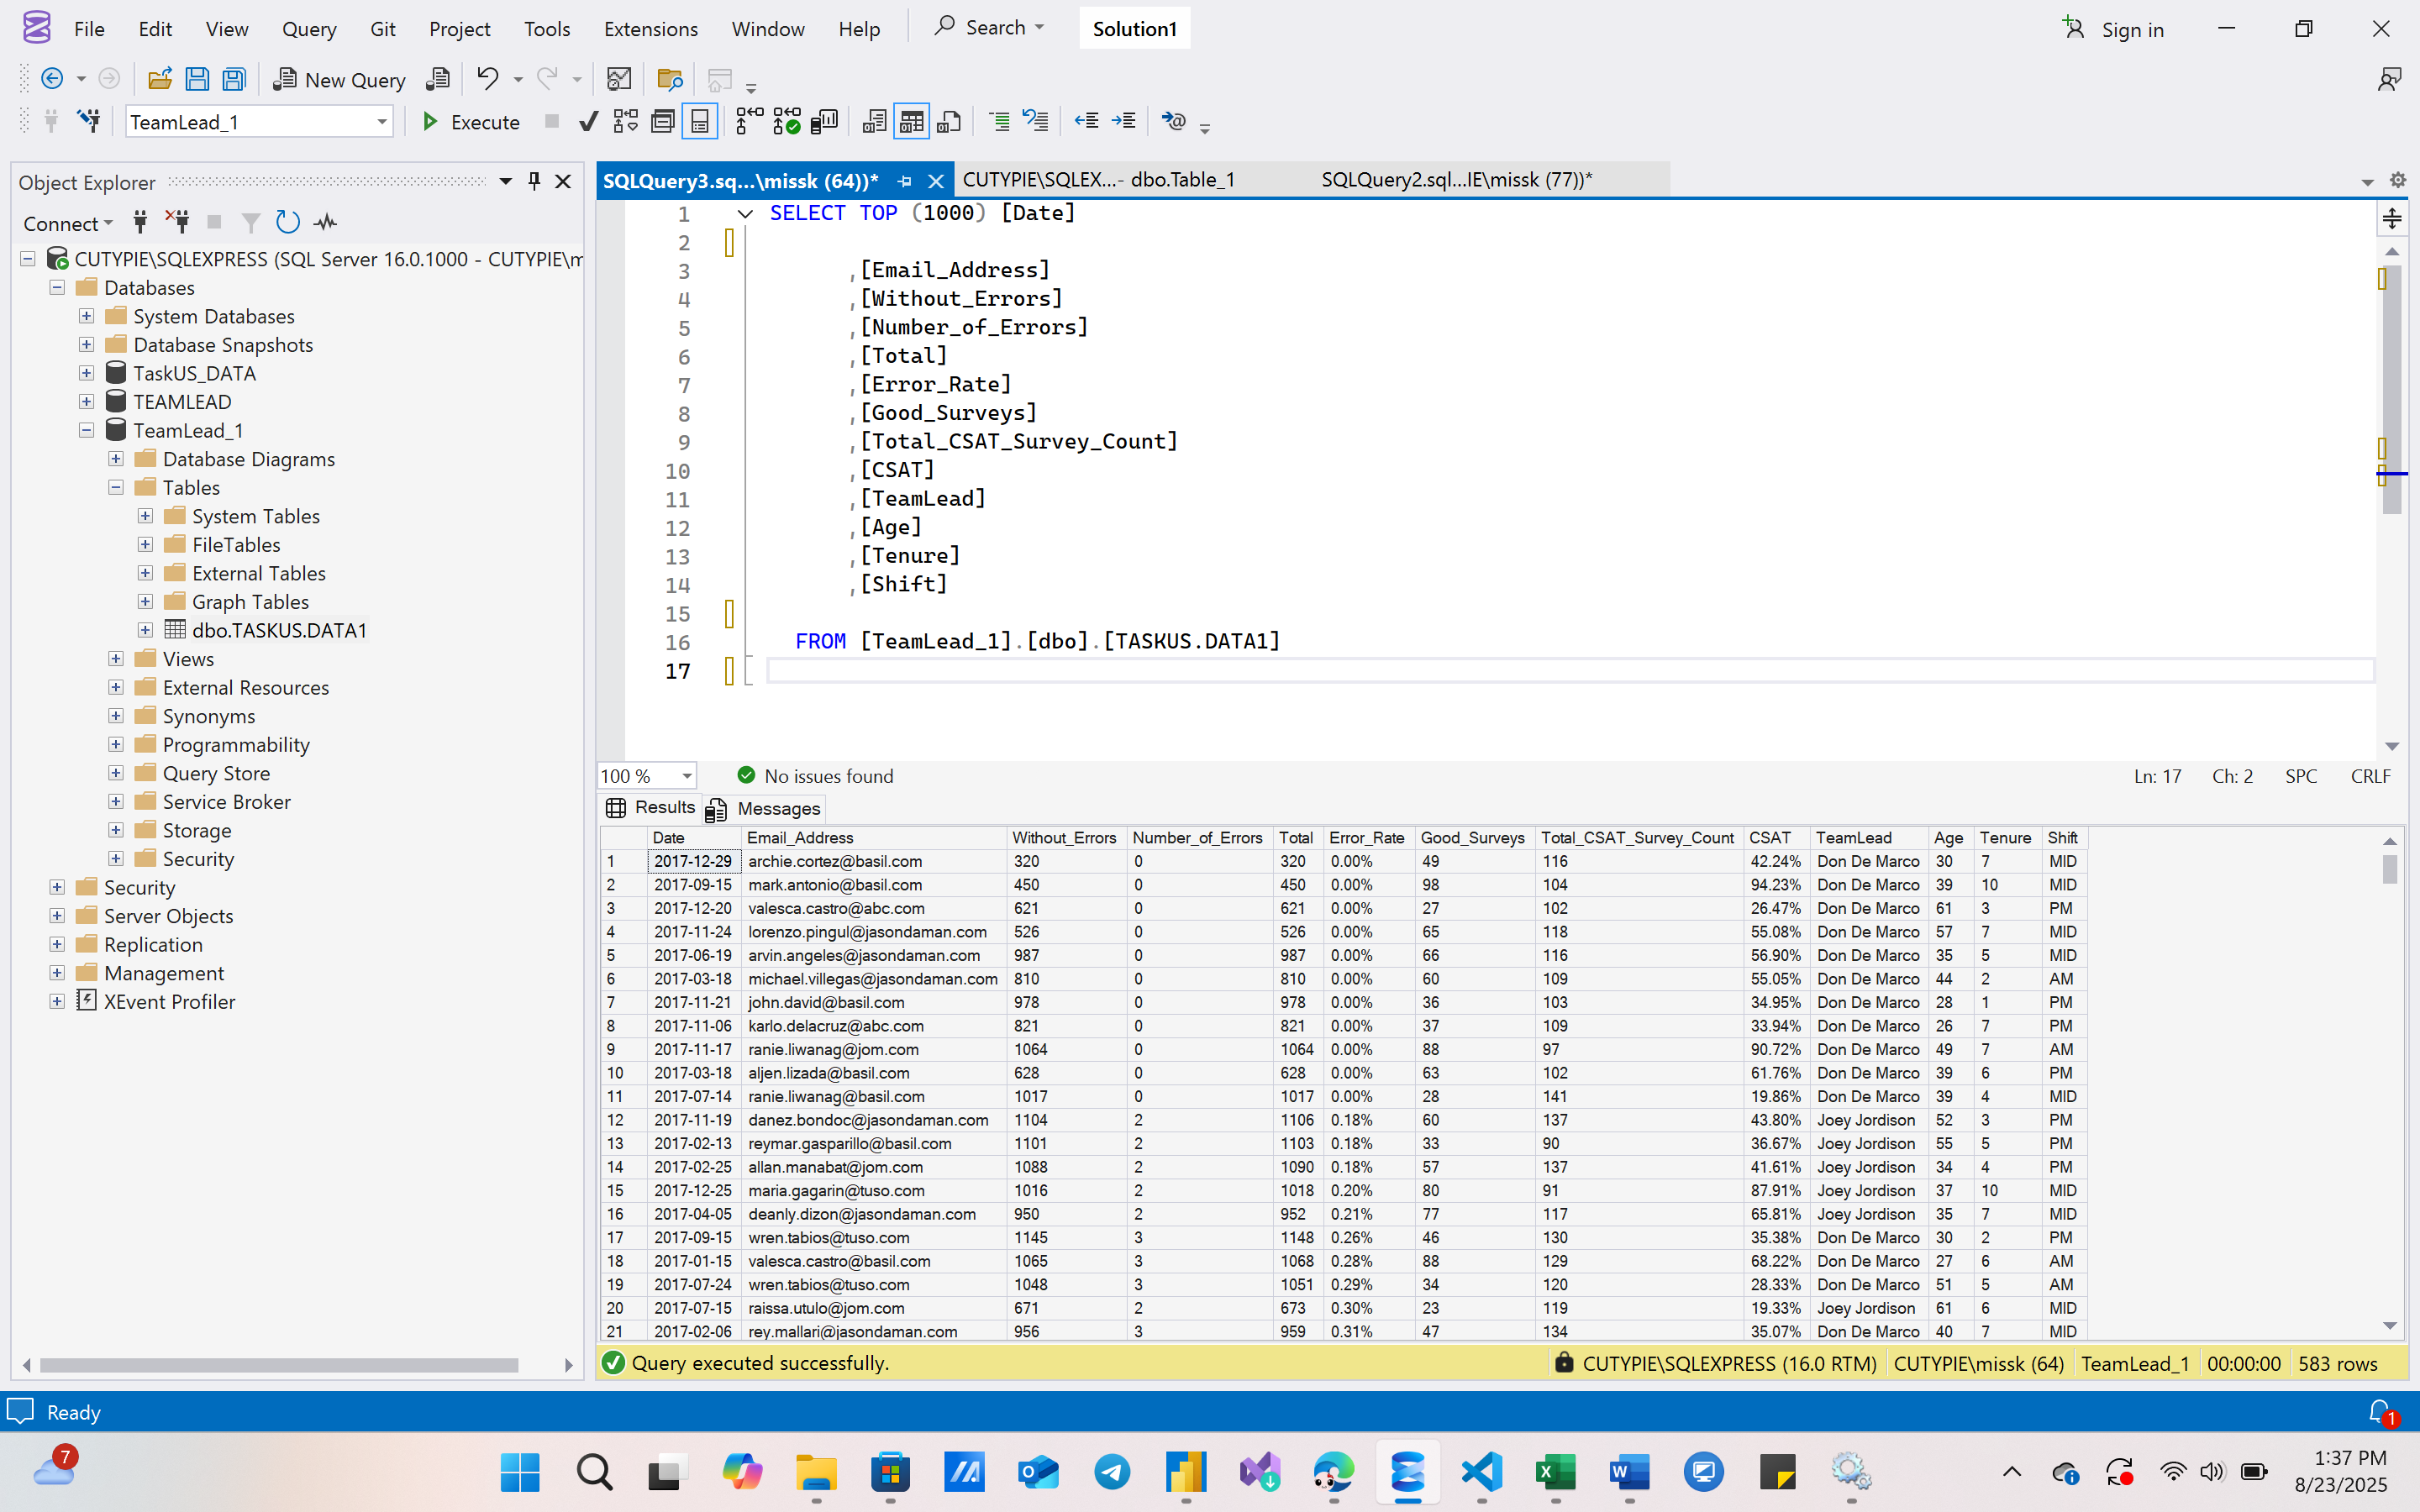 File Edit View Query Git Project Tools Extensions Window Help Search Solution1 Sign in
New Query
TeamLead_1 Execute
Object Explorer
Connect
CUTYPIE\SQLEXPRESS (SQL Server 16.0.1000 - CUTYPIE\m
Databases
System Databases
Database Snapshots
TaskUS_DATA
TEAMLEAD
TeamLead_1
Database Diagrams
Tables
System Tables
FileTables
External Tables
Graph Tables
dbo.TASKUS.DATA1
Views
External Resources
Synonyms
Programmability
Query Store
Service Broker
Storage
Security
Security
Server Objects
Replication
Management
XEvent Profiler
SQLQuery3.sq...\missk (64))* CUTYPIE\SQLEX...- dbo.Table_1 SQLQuery2.sql...IE\missk (77))*
1 SELECT TOP (1000) [Date]
2
3 ,[Email_Address]
4 ,[Without_Errors]
5 ,[Number_of_Errors]
6 ,[Total]
7 ,[Error_Rate]
8 ,[Good_Surveys]
9 ,[Total_CSAT_Survey_Count]
10 ,[CSAT]
11 ,[TeamLead]
12 ,[Age]
13 ,[Tenure]
14 ,[Shift]
15
16 FROM [TeamLead_1].[dbo].[TASKUS.DATA1]
17
100 % No issues found Ln: 17 Ch: 2 SPC CRLF
Results Messages
Date Email_Address Without_Errors Number_of_Errors Total Error_Rate Good_Surveys Total_CSAT_Survey_Count CSAT TeamLead Age Tenure Shift
1 2017-12-29 archie.cortez@basil.com 320 0 320 0.00% 49 116 42.24% Don De Marco 30 7 MID
2 2017-09-15 mark.antonio@basil.com 450 0 450 0.00% 98 104 94.23% Don De Marco 39 10 MID
3 2017-12-20 valesca.castro@abc.com 621 0 621 0.00% 27 102 26.47% Don De Marco 61 3 PM
4 2017-11-24 lorenzo.pingul@jasondaman.com 526 0 526 0.00% 65 118 55.08% Don De Marco 57 7 MID
5 2017-06-19 arvin.angeles@jasondaman.com 987 0 987 0.00% 66 116 56.90% Don De Marco 35 5 MID
6 2017-03-18 michael.villegas@jasondaman.com 810 0 810 0.00% 60 109 55.05% Don De Marco 44 2 AM
7 2017-11-21 john.david@basil.com 978 0 978 0.00% 36 103 34.95% Don De Marco 28 1 PM
8 2017-11-06 karlo.delacruz@abc.com 821 0 821 0.00% 37 109 33.94% Don De Marco 26 7 PM
9 2017-11-17 ranie.liwanag@jom.com 1064 0 1064 0.00% 88 97 90.72% Don De Marco 49 7 AM
10 2017-03-18 aljen.lizada@basil.com 628 0 628 0.00% 63 102 61.76% Don De Marco 39 6 PM
11 2017-07-14 ranie.liwanag@basil.com 1017 0 1017 0.00% 28 141 19.86% Don De Marco 39 4 MID
12 2017-11-19 danez.bondoc@jasondaman.com 1104 2 1106 0.18% 60 137 43.80% Joey Jordison 52 3 PM
13 2017-02-13 reymar.gasparillo@basil.com 1101 2 1103 0.18% 33 90 36.67% Joey Jordison 55 5 PM
14 2017-02-25 allan.manabat@jom.com 1088 2 1090 0.18% 57 137 41.61% Joey Jordison 34 4 PM
15 2017-12-25 maria.gagarin@tuso.com 1016 2 1018 0.20% 80 91 87.91% Joey Jordison 37 10 MID
16 2017-04-05 deanly.dizon@jasondaman.com 950 2 952 0.21% 77 117 65.81% Joey Jordison 35 7 MID
17 2017-09-15 wren.tabios@tuso.com 1145 3 1148 0.26% 46 130 35.38% Don De Marco 30 2 PM
18 2017-01-15 valesca.castro@basil.com 1065 3 1068 0.28% 88 129 68.22% Don De Marco 27 6 AM
19 2017-07-24 wren.tabios@tuso.com 1048 3 1051 0.29% 34 120 28.33% Don De Marco 51 5 AM
20 2017-07-15 raissa.utulo@jom.com 671 2 673 0.30% 23 119 19.33% Joey Jordison 61 6 MID
21 2017-02-06 rey.mallari@jasondaman.com 956 3 959 0.31% 47 134 35.07% Don De Marco 40 7 MID
Query executed successfully. CUTYPIE\SQLEXPRESS (16.0 RTM) CUTYPIE\missk (64) TeamLead_1 00:00:00 583 rows
Ready 1
7 1:37 PM
8/23/2025